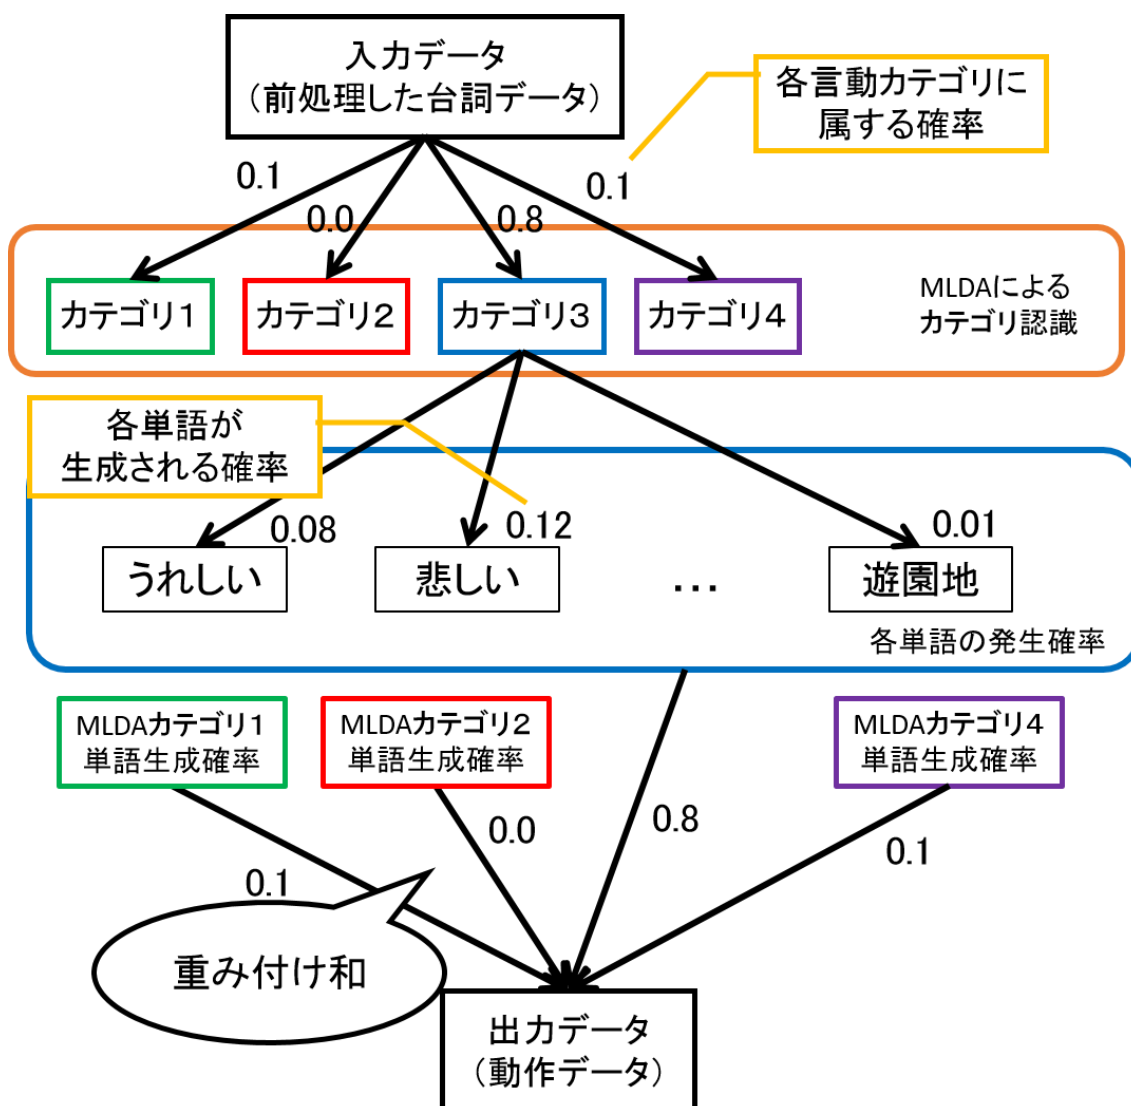 入力データ
（前処理した台詞データ）
各言動カテゴリに
属する確率
0.1
0.0
0.8
0.1
カテゴリ1
カテゴリ2
カテゴリ3
カテゴリ4
MLDAによる
カテゴリ認識
各単語が
生成される確率
0.08
0.12
0.01
うれしい
悲しい
…
遊園地
各単語の発生確率
MLDAカテゴリ1
単語生成確率
MLDAカテゴリ2
単語生成確率
MLDAカテゴリ4
単語生成確率
0.1
0.0
0.8
0.1
重み付け和
出力データ
（動作データ）